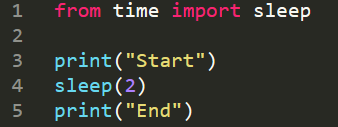 1 from time import sleep
2
3 print("Start")
4 sleep(2)
5 print("End")